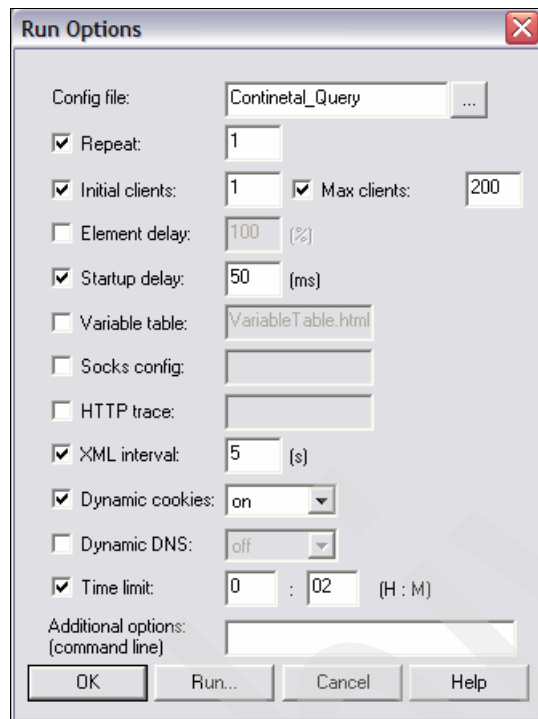 Run Options
Config file: Continetal_Query ...
Repeat: 1
Initial clients: 1 Max clients: 200
Element delay: 100 (%)
Startup delay: 50 (ms)
Variable table: VariableTable.html
Socks config:
HTTP trace:
XML interval: 5 (s)
Dynamic cookies: on
Dynamic DNS: off
Time limit: 0 : 02 (H : M)
Additional options:
(command line)
OK Run... Cancel Help